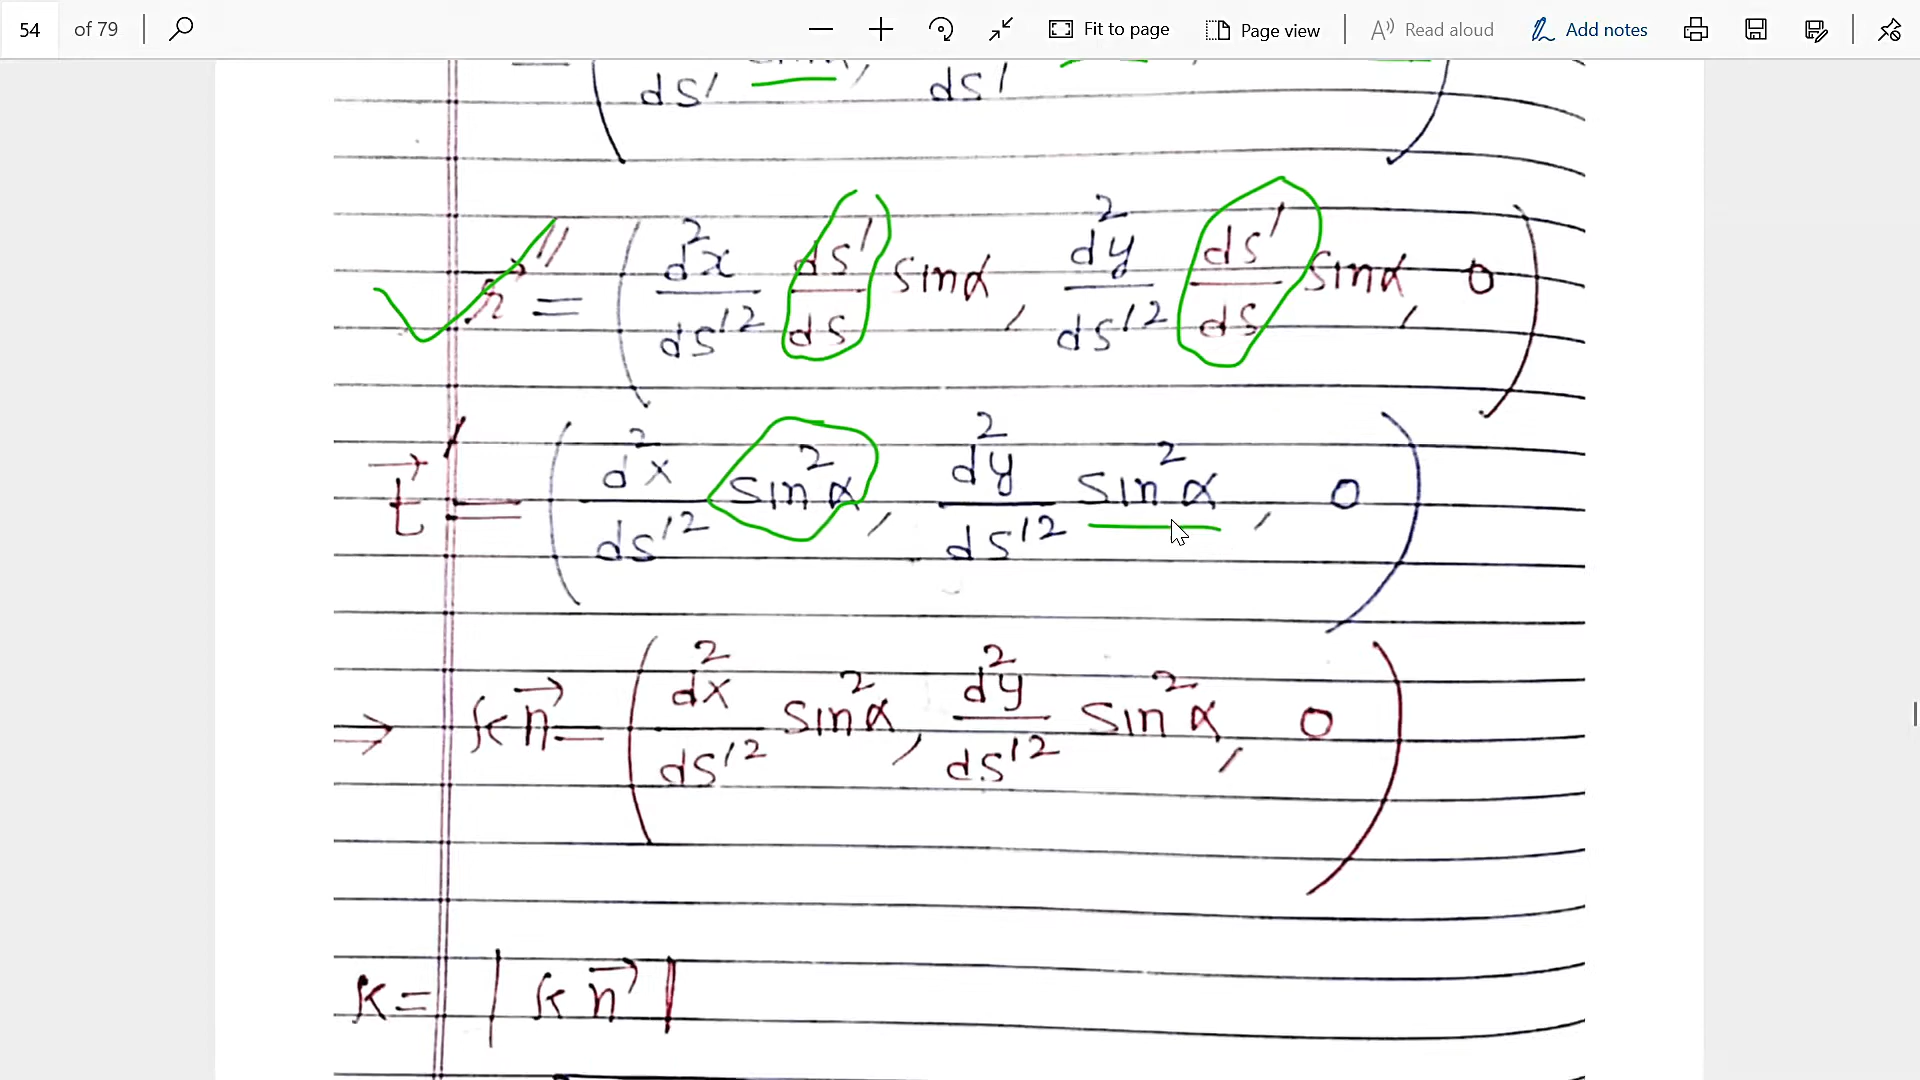 54 of 79 Fit to page Page view Read aloud Add notes
= ( ds' sinα, ds'
r⃗'' = ( d²x/ds'² ds'/ds sinα, d²y/ds'² ds'/ds sinα, 0 )
t⃗' = ( d²x/ds'² sin²α, d²y/ds'² sin²α, 0 )
⇒ k n⃗ = ( d²x/ds'² sin²α, d²y/ds'² sin²α, 0 )
k = | k n⃗ |